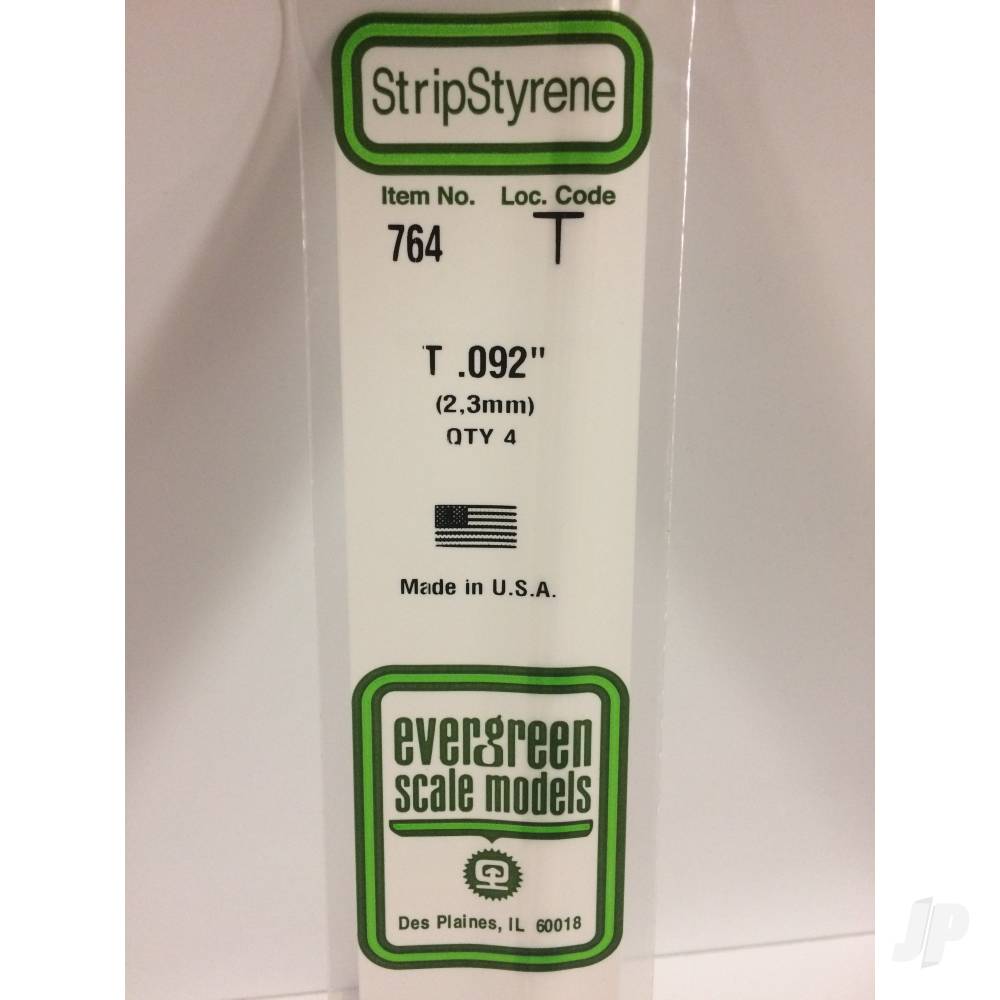 StripStyrene
Item No. Loc. Code
764 T
T .092"
(2,3mm)
QTY 4
Made in U.S.A.
evergreen
scale models
Des Plaines, IL 60018
JP